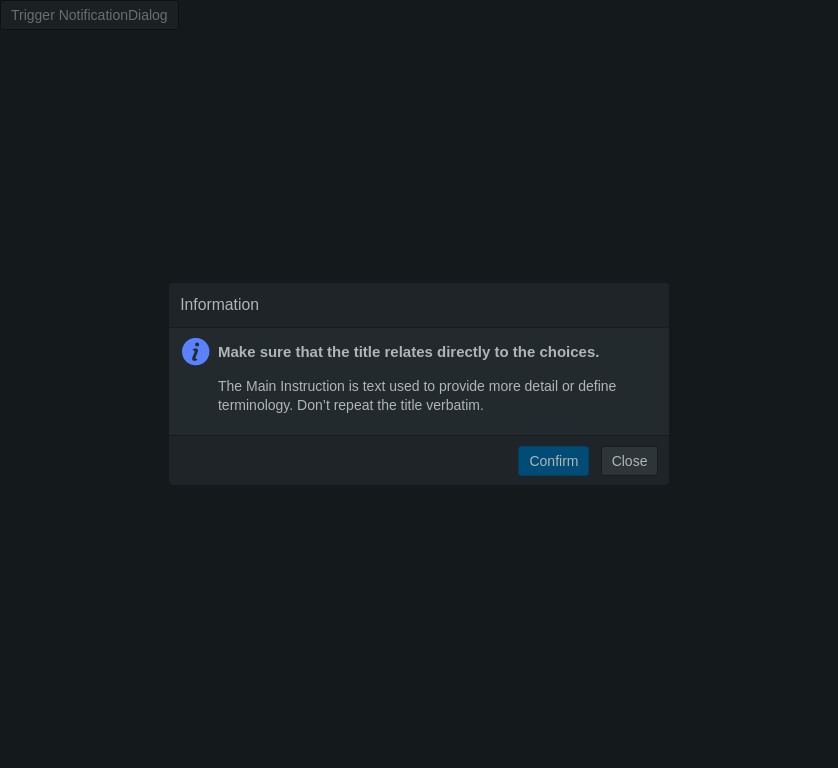 Trigger NotificationDialog
Information
Make sure that the title relates directly to the choices.
The Main Instruction is text used to provide more detail or define
terminology. Don’t repeat the title verbatim.
Confirm Close